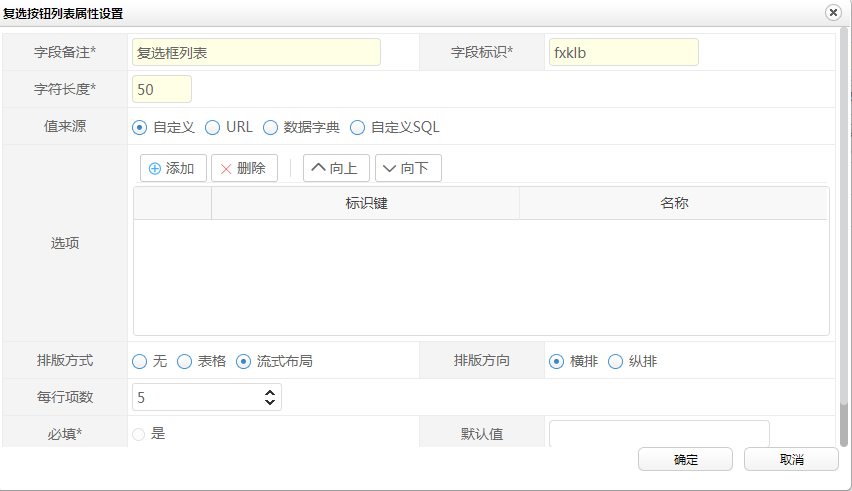 复选按钮列表属性设置
字段备注* 复选框列表 字段标识* fxklb
字符长度* 50
值来源 自定义 URL 数据字典 自定义SQL
添加 删除 向上 向下
标识键 名称
选项
排版方式 无 表格 流式布局 排版方向 横排 纵排
每行项数 5
必填* 是 默认值
确定 取消